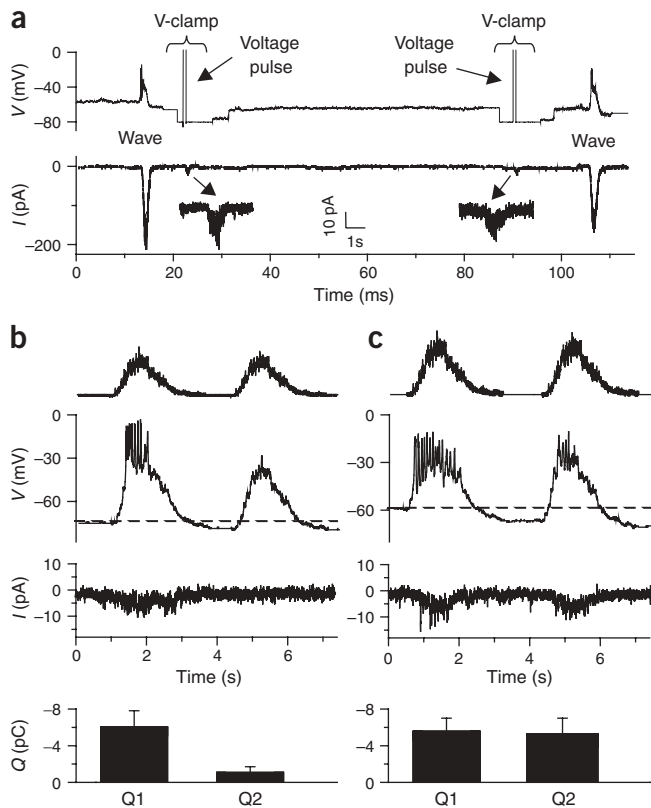 a
V-clamp
V-clamp
Voltage pulse
Voltage pulse
V (mV)
0
−40
−80
Wave
Wave
I (pA)
0
−200
10 pA
1s
0
20
40
60
80
100
Time (ms)
b
c
V (mV)
0
−30
−60
0
−30
−60
I (pA)
10
0
−10
10
0
−10
0
2
4
6
Time (s)
0
2
4
6
Time (s)
Q (pC)
−8
−4
0
Q1
Q2
−8
−4
0
Q1
Q2